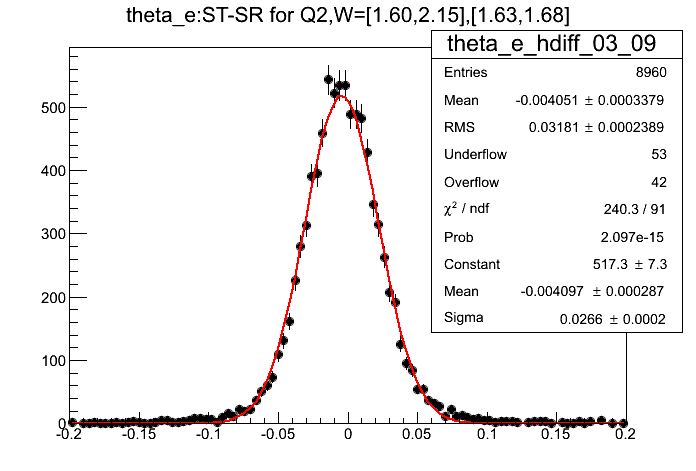 theta_e:ST-SR for Q2,W=[1.60,2.15],[1.63,1.68]
theta_e_hdiff_03_09
Entries 8960
Mean -0.004051 ± 0.0003379
RMS 0.03181 ± 0.0002389
Underflow 53
Overflow 42
χ² / ndf 240.3 / 91
Prob 2.097e-15
Constant 517.3 ± 7.3
Mean -0.004097 ± 0.000287
Sigma 0.0266 ± 0.0002
500
400
300
200
100
0
-0.2 -0.15 -0.1 -0.05 0 0.05 0.1 0.15 0.2